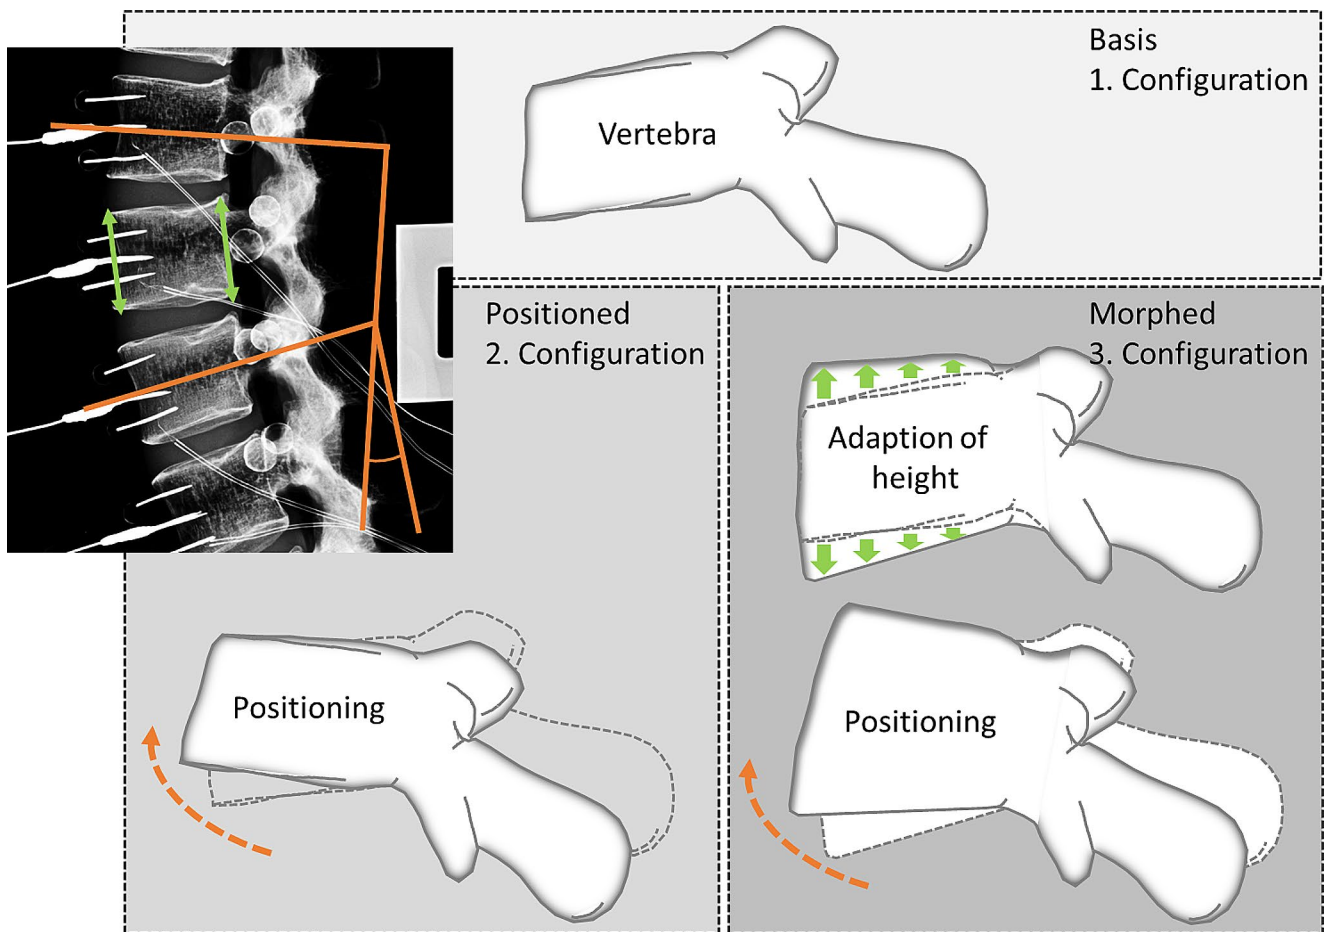 Basis
1. Configuration
Vertebra
Positioned
2. Configuration
Morphed
3. Configuration
Adaption of
height
Positioning
Positioning